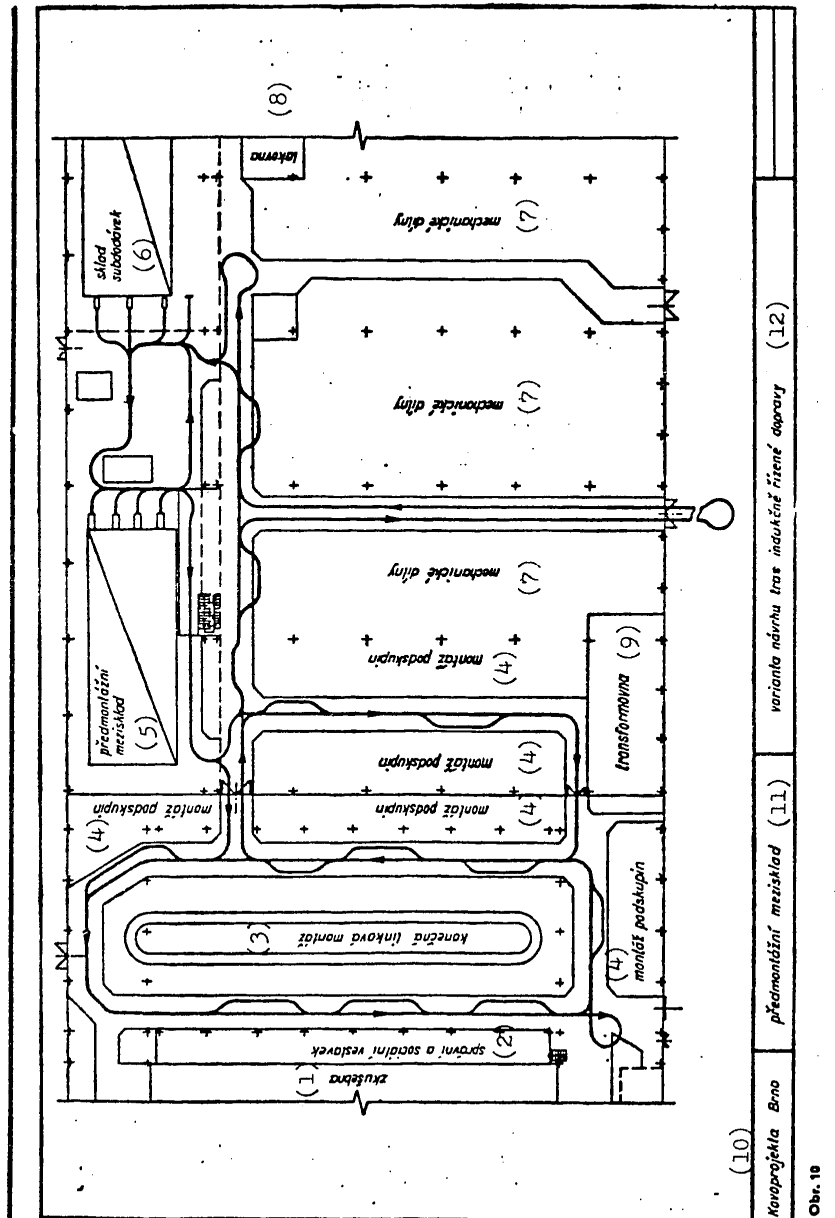 lakovna
(8)
sklad
subdodávek
(6)
mechanické dílny
(7)
mechanické dílny
(7)
mechanické dílny
(7)
předmontážní
mezisklad
(5)
montáž podskupin
(4)
transformovna (9)
montáž podskupin
(4)
montáž podskupin
(4).
montáž podskupin
(4)
montáž podskupin
(4)
konečná linková montáž
(3)
správní a sociální vestavek
(2)
zkušebna
(1)
(10)
Kovoprojekta Brno
předmontážní mezisklad (11)
varianta návrhu tras indukčně řízené dopravy (12)
Obr. 10